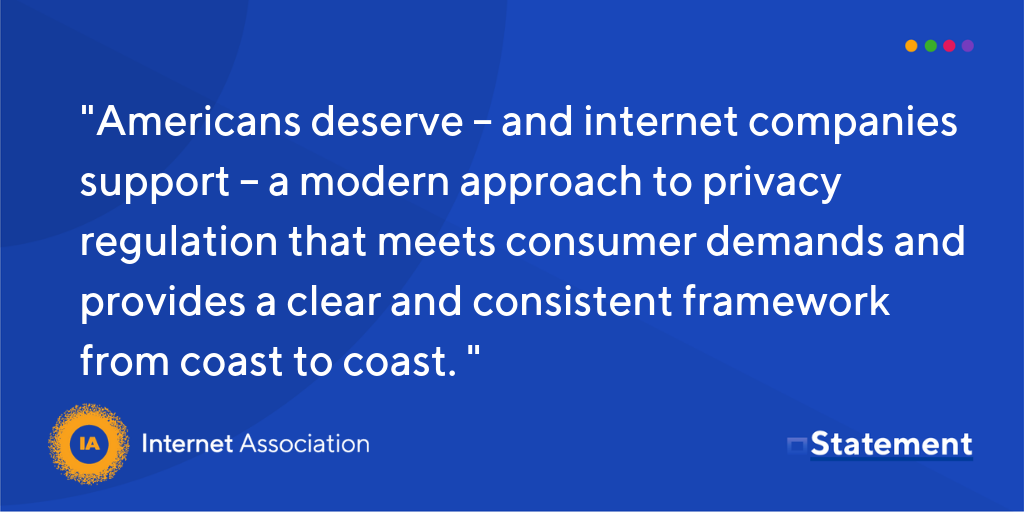 "Americans deserve – and internet companies
support – a modern approach to privacy
regulation that meets consumer demands and
provides a clear and consistent framework
from coast to coast. "
IA
Internet Association
Statement